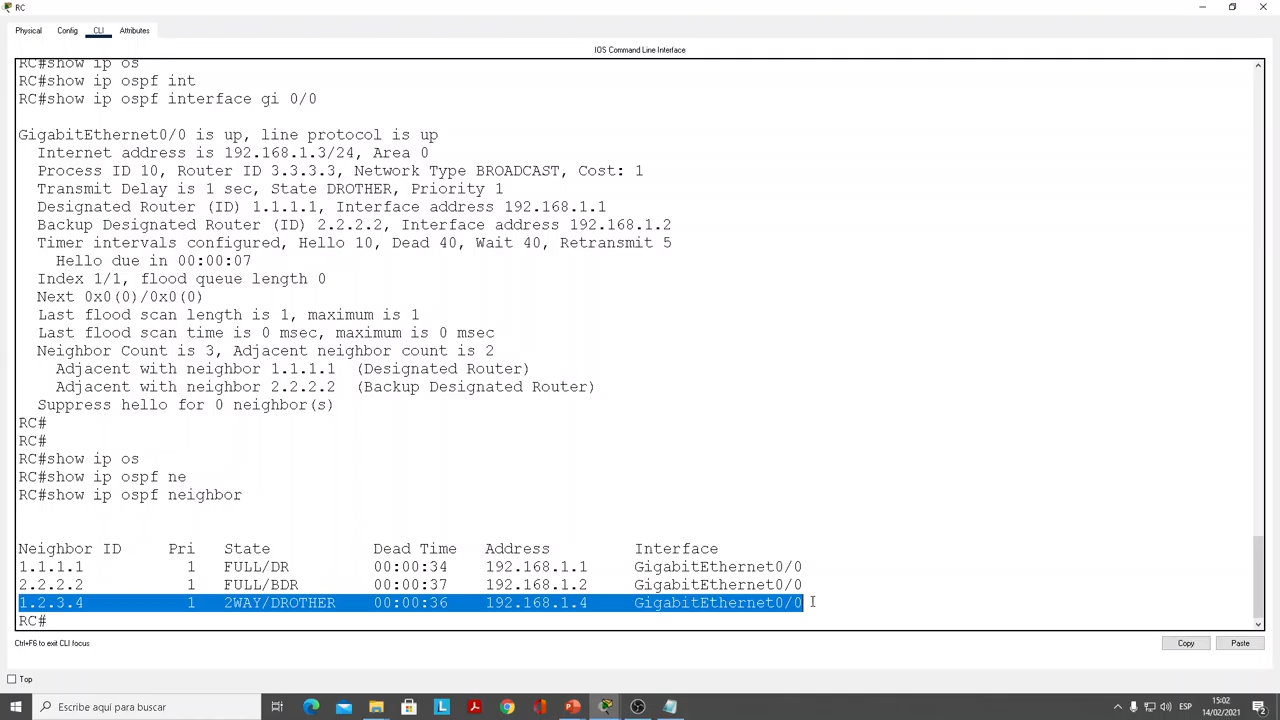 RC
Physical Config CLI Attributes
IOS Command Line Interface
RC#show ip os
RC#show ip ospf int
RC#show ip ospf interface gi 0/0
GigabitEthernet0/0 is up, line protocol is up
Internet address is 192.168.1.3/24, Area 0
Process ID 10, Router ID 3.3.3.3, Network Type BROADCAST, Cost: 1
Transmit Delay is 1 sec, State DROTHER, Priority 1
Designated Router (ID) 1.1.1.1, Interface address 192.168.1.1
Backup Designated Router (ID) 2.2.2.2, Interface address 192.168.1.2
Timer intervals configured, Hello 10, Dead 40, Wait 40, Retransmit 5
Hello due in 00:00:07
Index 1/1, flood queue length 0
Next 0x0(0)/0x0(0)
Last flood scan length is 1, maximum is 1
Last flood scan time is 0 msec, maximum is 0 msec
Neighbor Count is 3, Adjacent neighbor count is 2
Adjacent with neighbor 1.1.1.1 (Designated Router)
Adjacent with neighbor 2.2.2.2 (Backup Designated Router)
Suppress hello for 0 neighbor(s)
RC#
RC#
RC#show ip os
RC#show ip ospf ne
RC#show ip ospf neighbor
Neighbor ID Pri State Dead Time Address Interface
1.1.1.1 1 FULL/DR 00:00:34 192.168.1.1 GigabitEthernet0/0
2.2.2.2 1 FULL/BDR 00:00:37 192.168.1.2 GigabitEthernet0/0
1.2.3.4 1 2WAY/DROTHER 00:00:36 192.168.1.4 GigabitEthernet0/0
RC#
Ctrl+F6 to exit CLI focus
Copy Paste
Top
Escribe aquí para buscar
ESP
15:02
14/02/2021
2